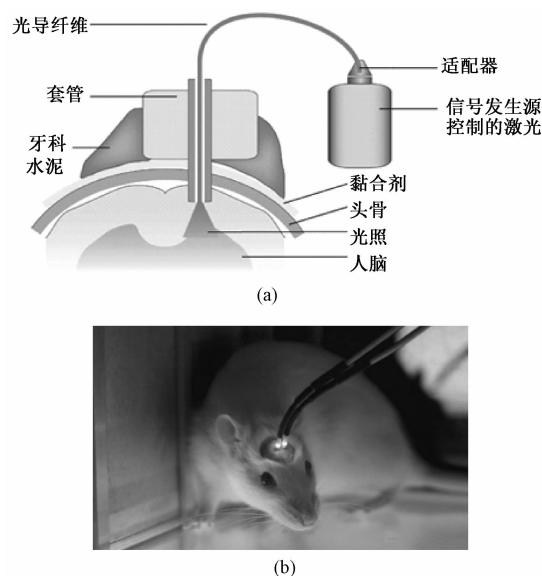 光导纤维
适配器
套管
信号发生源
控制的激光
牙科
水泥
黏合剂
头骨
光照
人脑
(a)
(b)